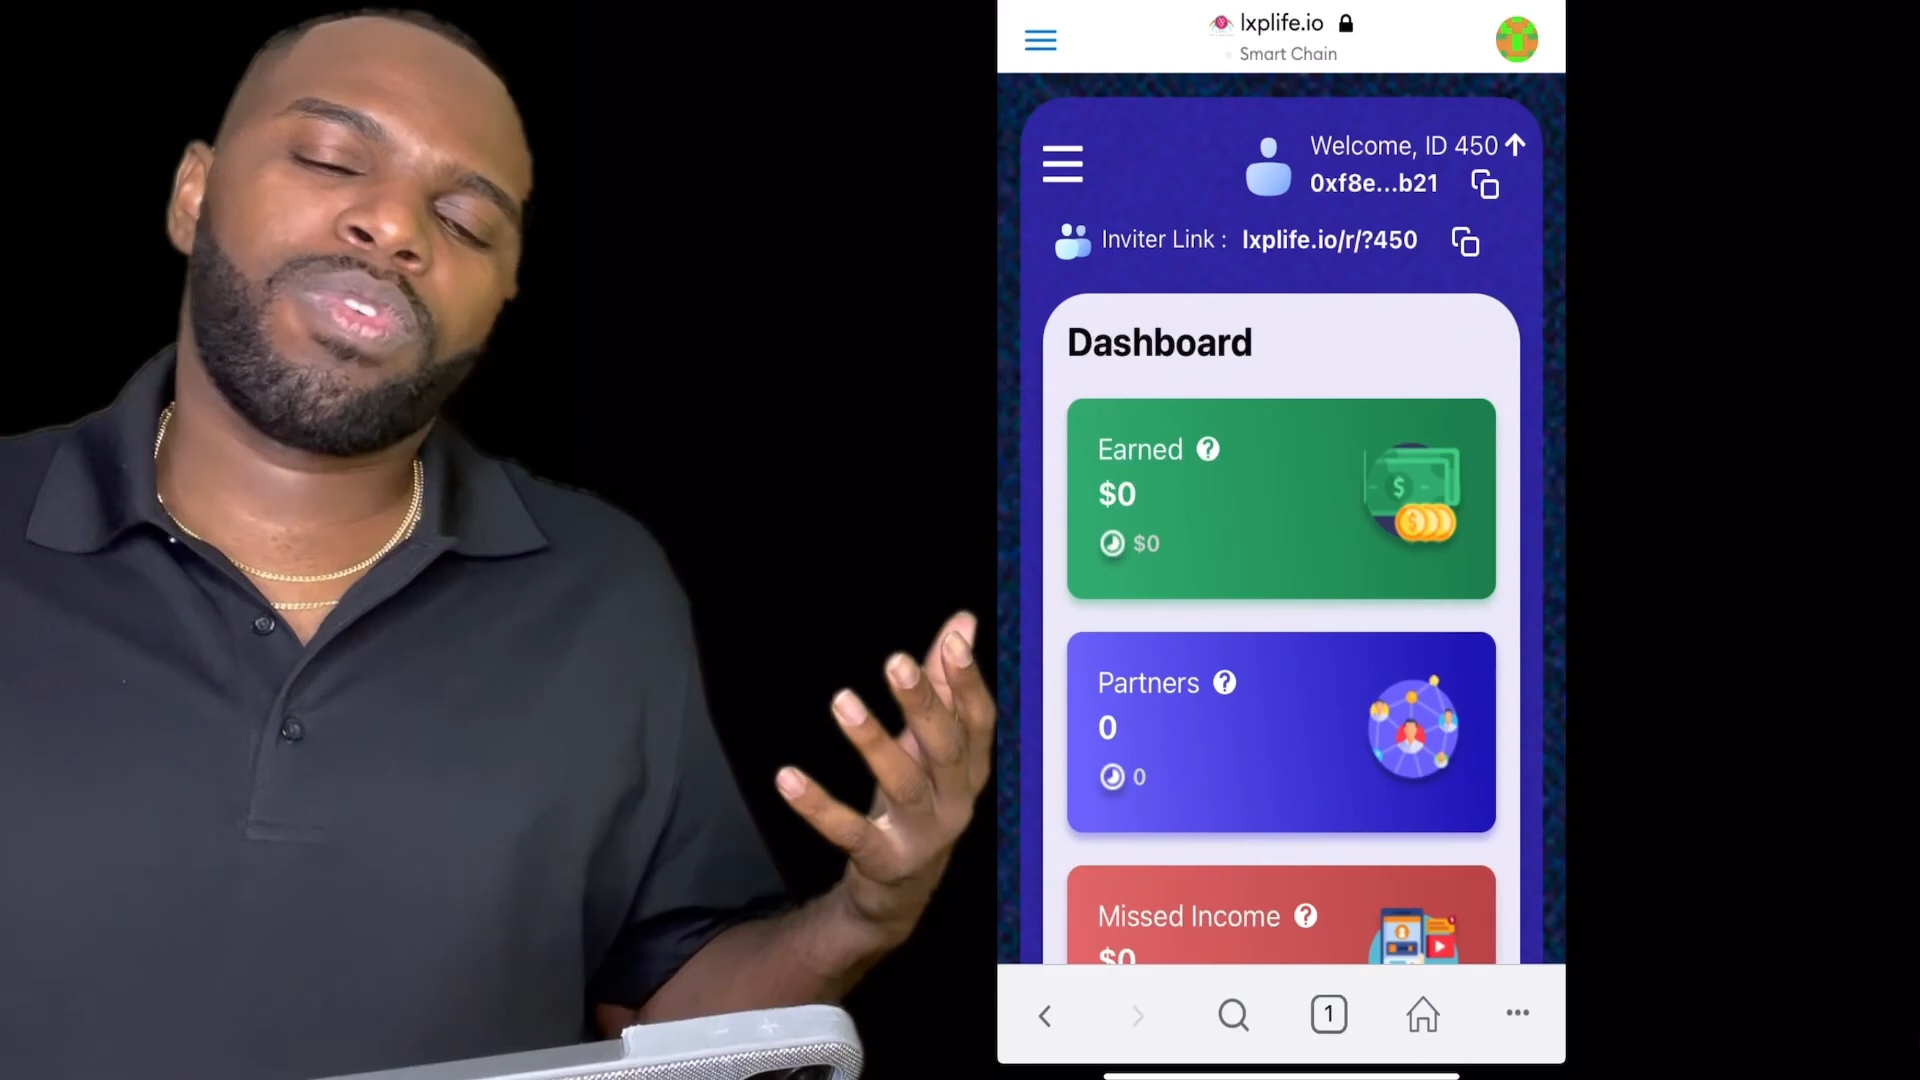 lxplife.io
Smart Chain
Welcome, ID 450
0xf8e...b21
Inviter Link : lxplife.io/r/?450
Dashboard
Earned ?
$0
$0
Partners ?
0
0
Missed Income ?
$0
1